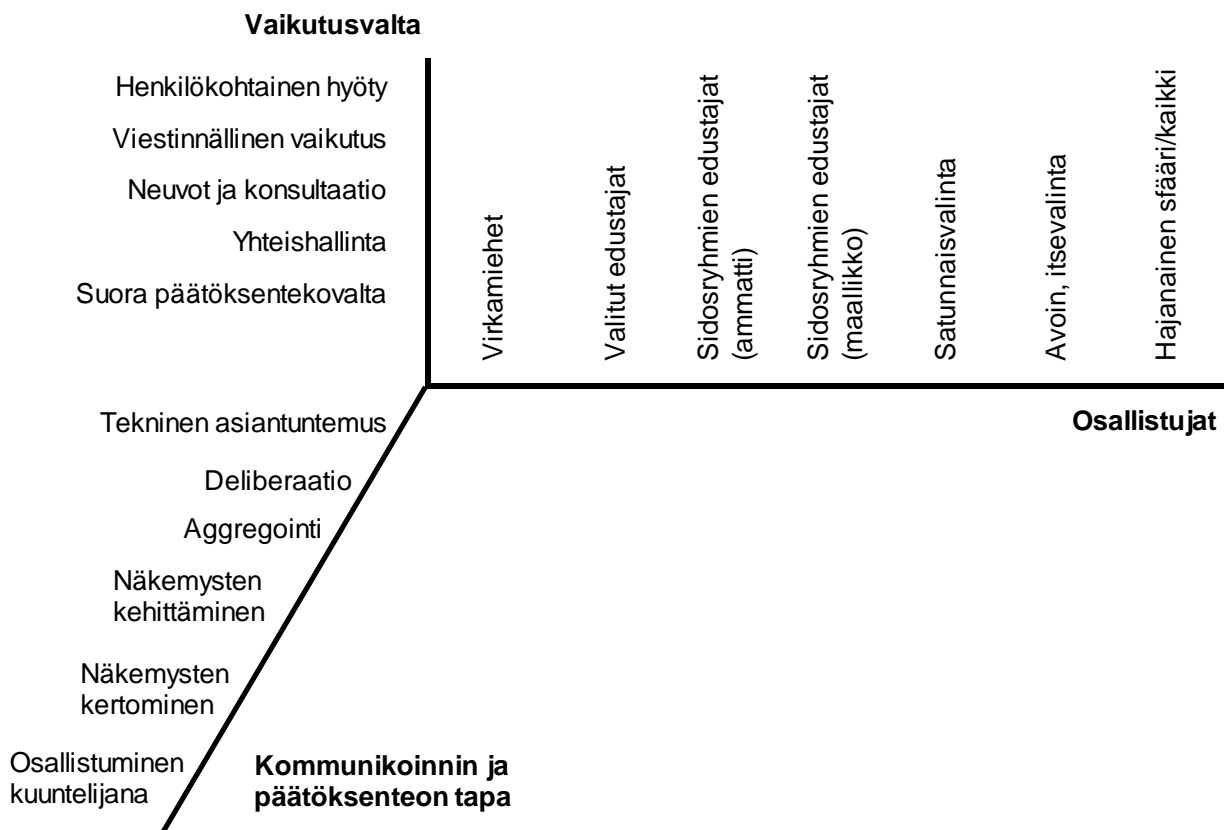 Vaikutusvalta
Henkilökohtainen hyöty
Viestinnällinen vaikutus
Neuvot ja konsultaatio
Yhteishallinta
Suora päätöksentekovalta
Virkamiehet
Valitut edustajat
Sidosryhmien edustajat
(ammatti)
Sidosryhmien edustajat
(maallikko)
Satunnaisvalinta
Avoin, itsevalinta
Hajanainen sfääri/kaikki
Osallistujat
Tekninen asiantuntemus
Deliberaatio
Aggregointi
Näkemysten
kehittäminen
Näkemysten
kertominen
Osallistuminen
kuuntelijana
Kommunikoinnin ja
päätöksenteon tapa